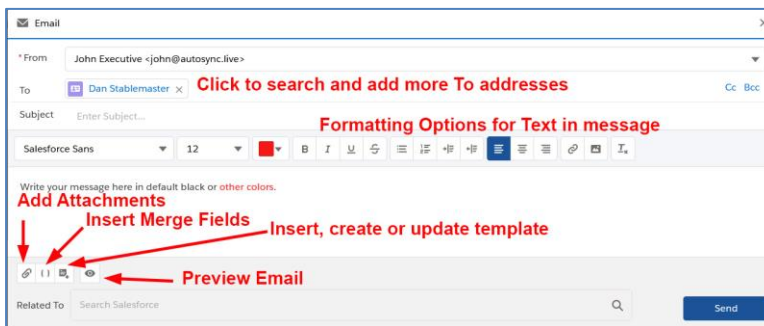 Email
*From John Executive <john@autosync.live>
To Dan Stablemaster × Click to search and add more To addresses Cc Bcc
Subject Enter Subject...
Formatting Options for Text in message
Salesforce Sans 12 B I U S
Write your message here in default black or other colors.
Add Attachments
Insert Merge Fields
Insert, create or update template
Preview Email
Related To Search Salesforce Send